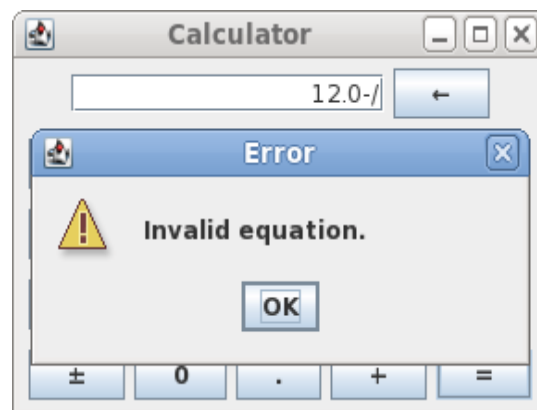 Calculator
12.0-/
←
Error
Invalid equation.
OK
± 0 . + =